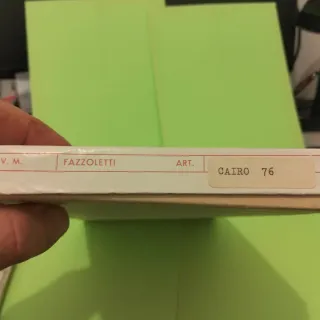 V. M. FAZZOLETTI ART. CAIRO 76